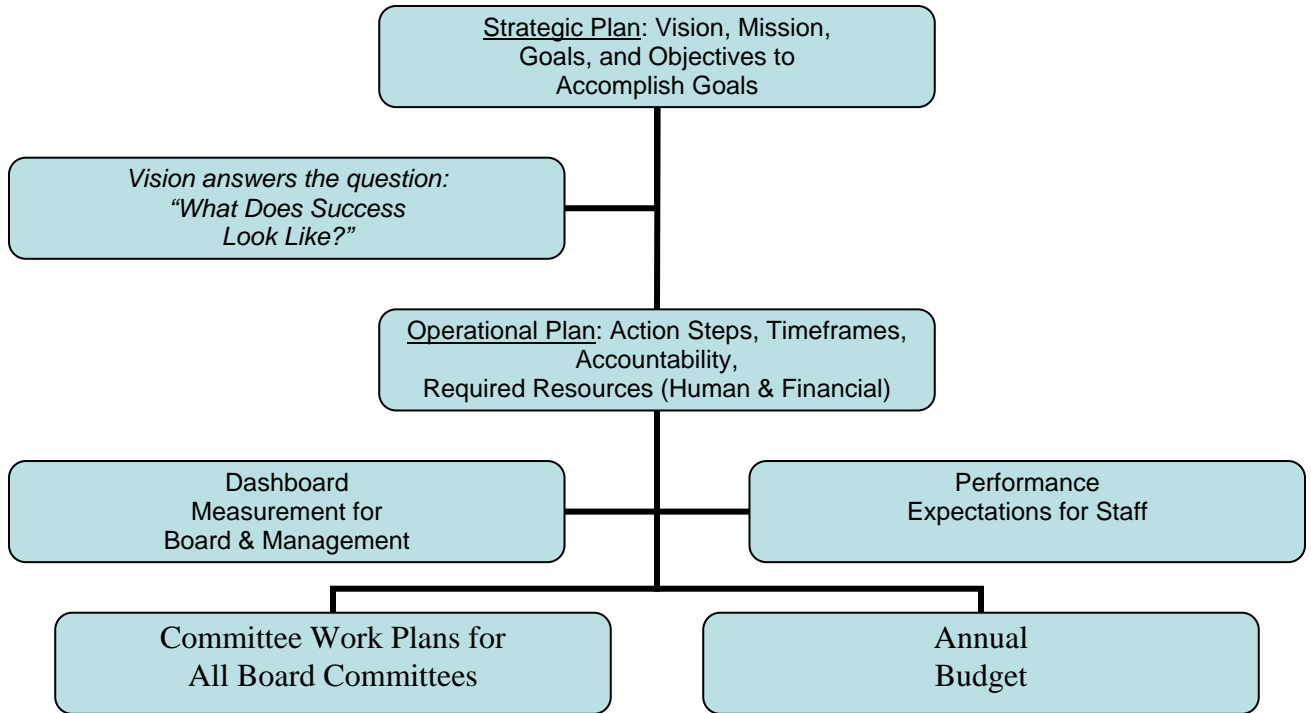 Strategic Plan: Vision, Mission,
Goals, and Objectives to
Accomplish Goals
Vision answers the question:
“What Does Success
Look Like?”
Operational Plan: Action Steps, Timeframes,
Accountability,
Required Resources (Human & Financial)
Dashboard
Measurement for
Board & Management
Performance
Expectations for Staff
Committee Work Plans for
All Board Committees
Annual
Budget